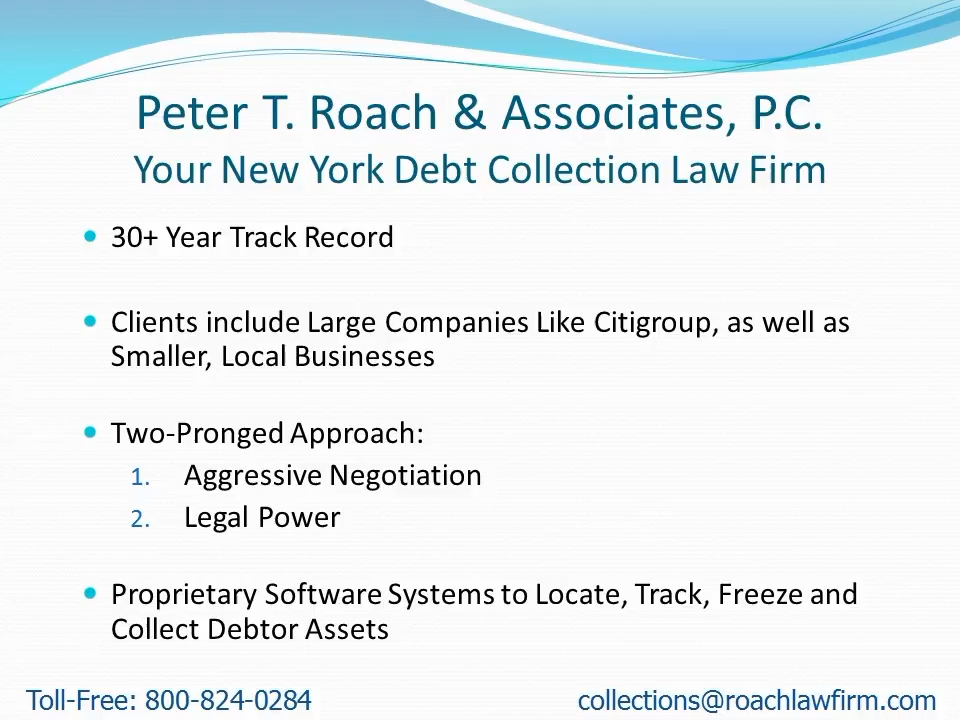 Peter T. Roach & Associates, P.C.
Your New York Debt Collection Law Firm
• 30+ Year Track Record
• Clients include Large Companies Like Citigroup, as well as
Smaller, Local Businesses
• Two-Pronged Approach:
1. Aggressive Negotiation
2. Legal Power
• Proprietary Software Systems to Locate, Track, Freeze and
Collect Debtor Assets
Toll-Free: 800-824-0284 collections@roachlawfirm.com